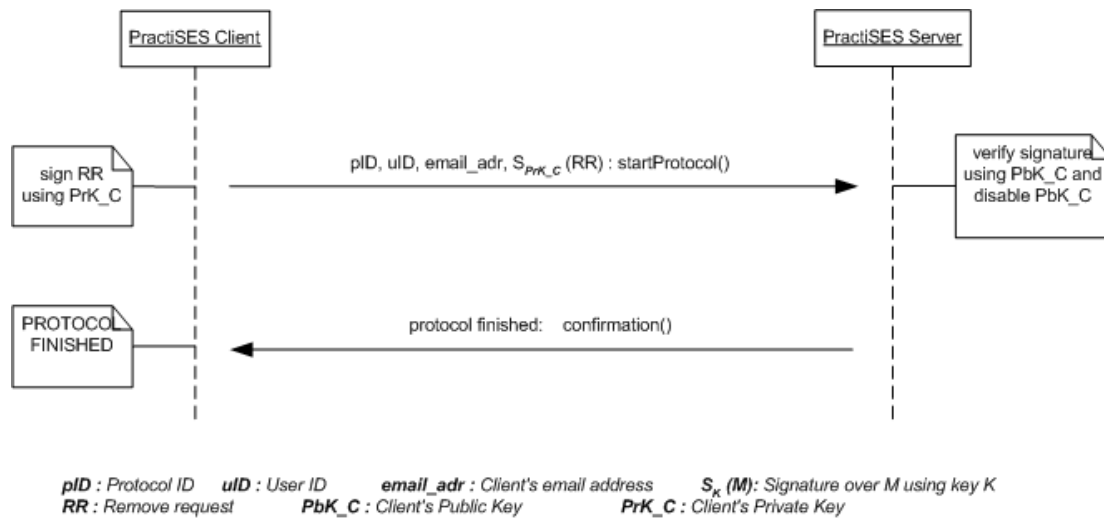 PractiSES Client
PractiSES Server
sign RR
using PrK_C
pID, uID, email_adr, S_PrK_C (RR) : startProtocol()
verify signature
using PbK_C and
disable PbK_C
PROTOCOL
FINISHED
protocol finished: confirmation()
pID : Protocol ID uID : User ID email_adr : Client's email address S_K (M): Signature over M using key K
RR : Remove request PbK_C : Client's Public Key PrK_C : Client's Private Key